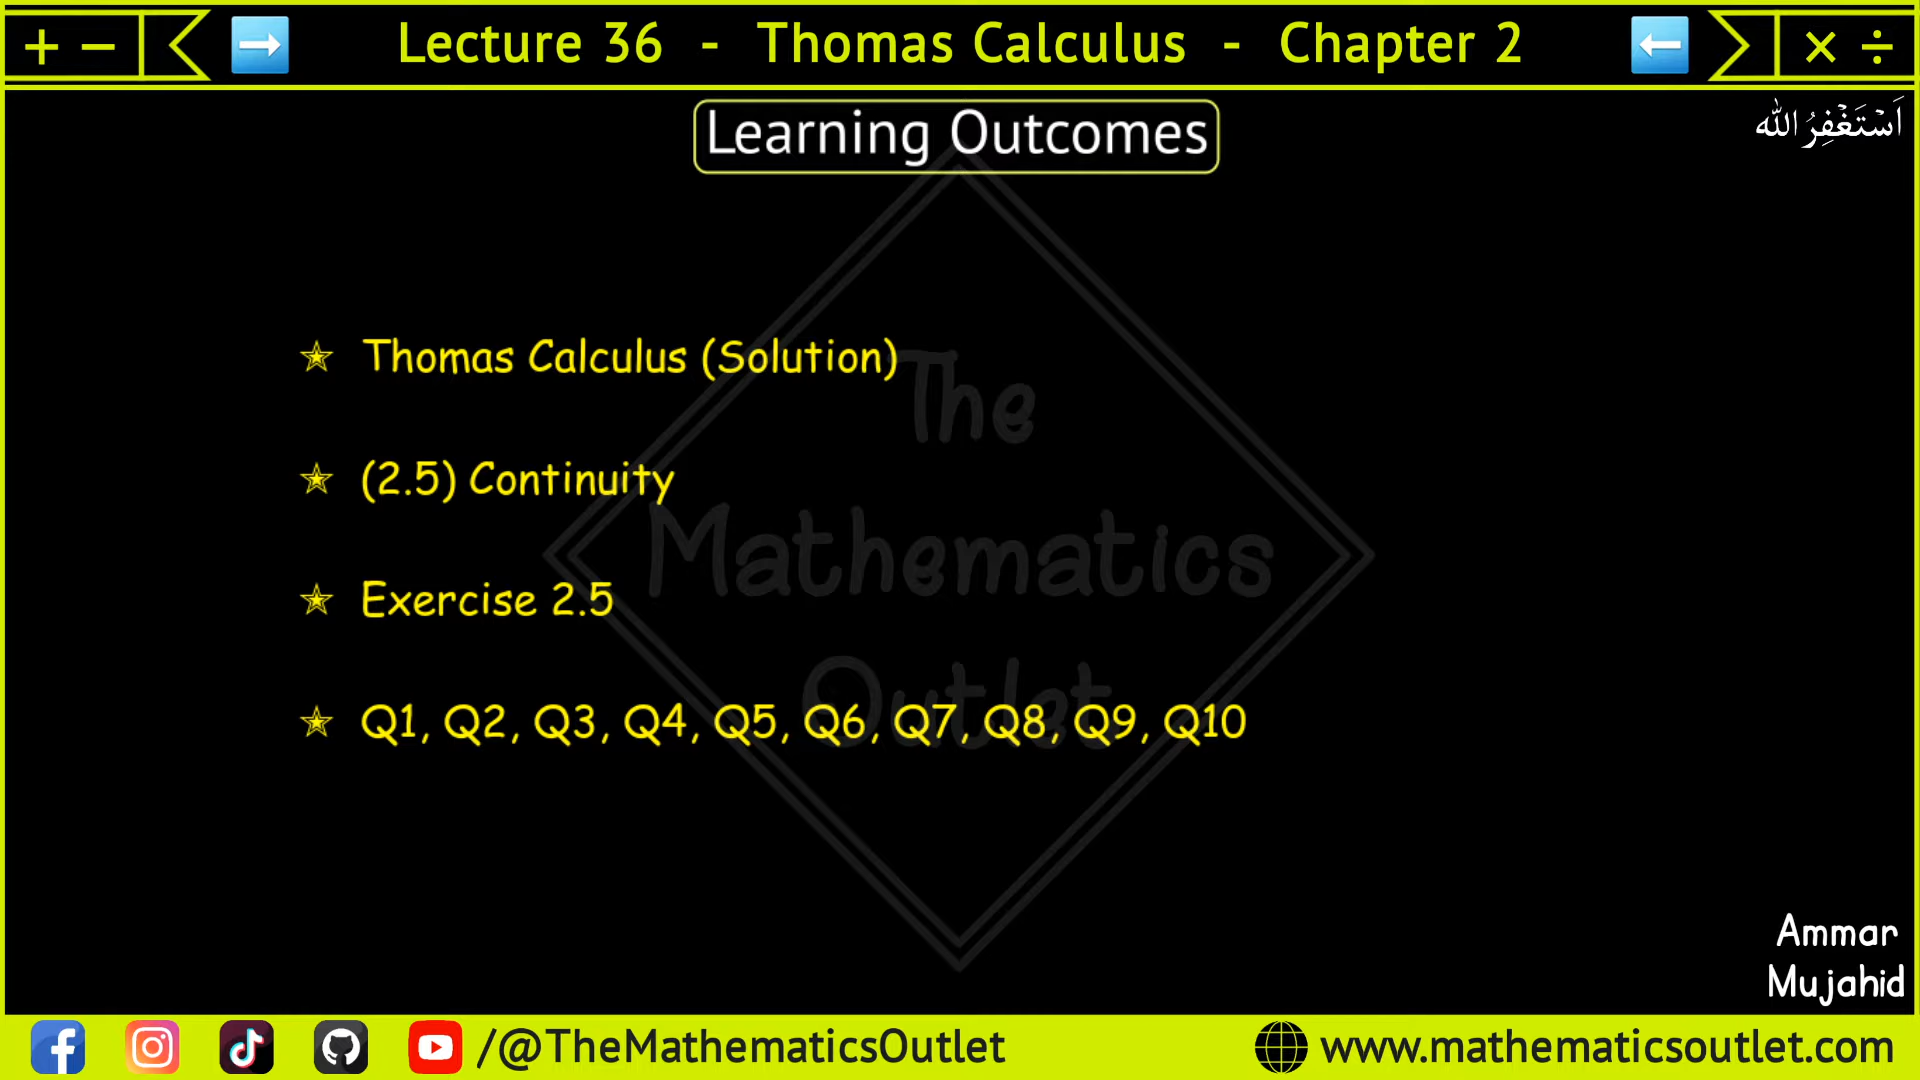 + − Lecture 36 - Thomas Calculus - Chapter 2 × ÷
Learning Outcomes
اَسْتَغْفِرُ اللہ
Thomas Calculus (Solution)
(2.5) Continuity
Exercise 2.5
Q1, Q2, Q3, Q4, Q5, Q6, Q7, Q8, Q9, Q10
The
Mathematics
Outlet
Ammar
Mujahid
/@TheMathematicsOutlet
www.mathematicsoutlet.com